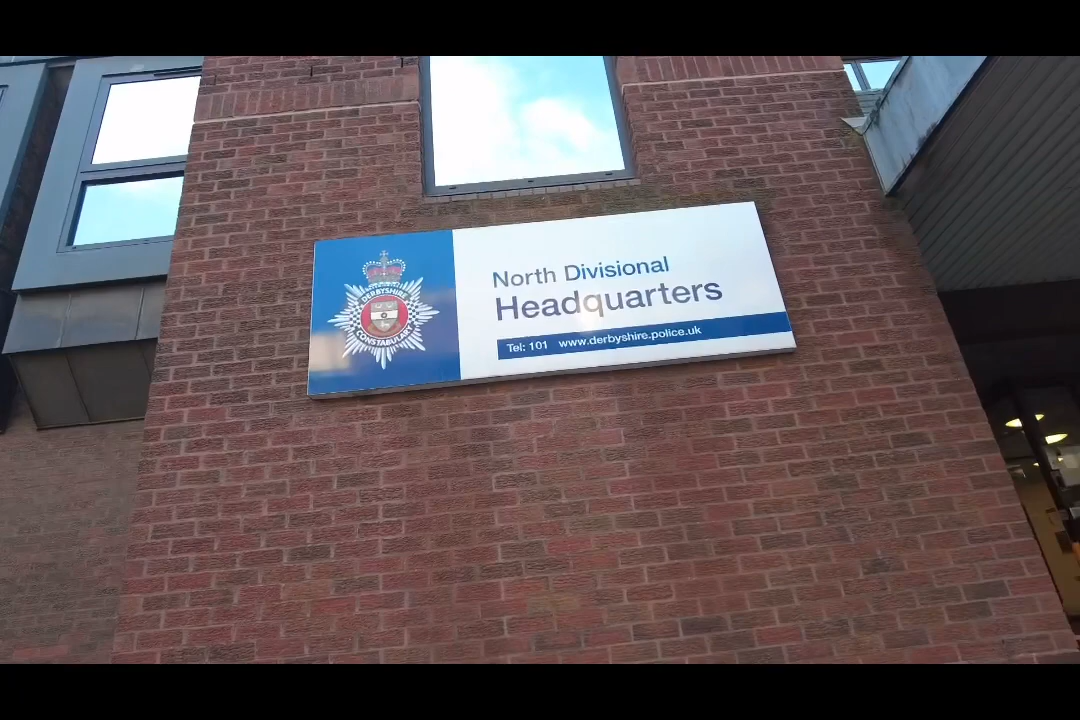 DERBYSHIRE
CONSTABULARY
North Divisional
Headquarters
Tel: 101 www.derbyshire.police.uk